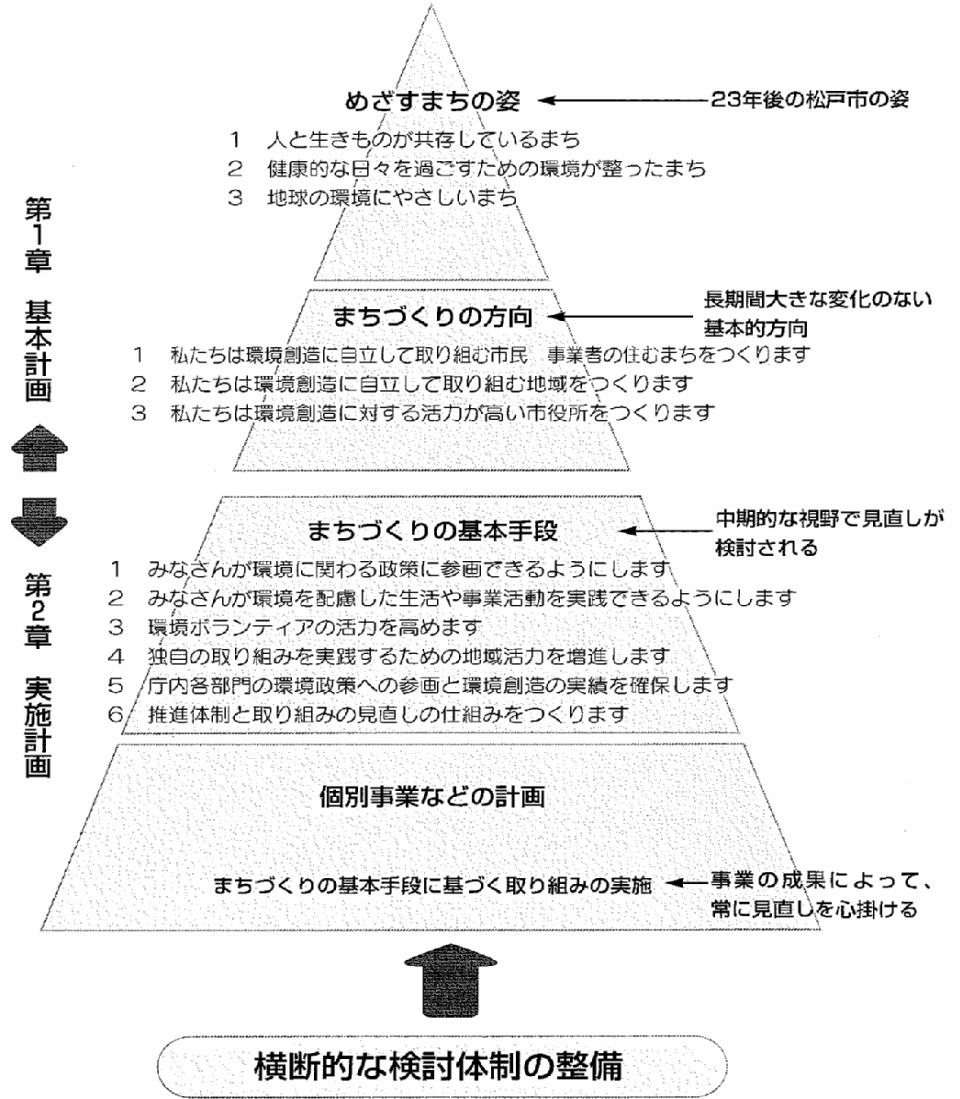 めざすまちの姿
23年後の松戸市の姿
1 人と生きものが共存しているまち
2 健康的な日々を過ごすための環境が整ったまち
3 地球の環境にやさしいまち
第1章 基本計画
まちづくりの方向
長期間大きな変化のない
基本的方向
1 私たちは環境創造に自立して取り組む市民 事業者の住むまちをつくります
2 私たちは環境創造に自立して取り組む地域をつくります
3 私たちは環境創造に対する活力が高い市役所をつくります
第2章 実施計画
まちづくりの基本手段
中期的な視野で見直しが
検討される
1 みなさんが環境に関わる政策に参画できるようにします
2 みなさんが環境を配慮した生活や事業活動を実践できるようにします
3 環境ボランティアの活力を高めます
4 独自の取り組みを実践するための地域活力を増進します
5 庁内各部門の環境政策への参画と環境創造の実績を確保します
6 推進体制と取り組みの見直しの仕組みをつくります
個別事業などの計画
まちづくりの基本手段に基づく取り組みの実施
事業の成果によって、
常に見直しを心掛ける
横断的な検討体制の整備